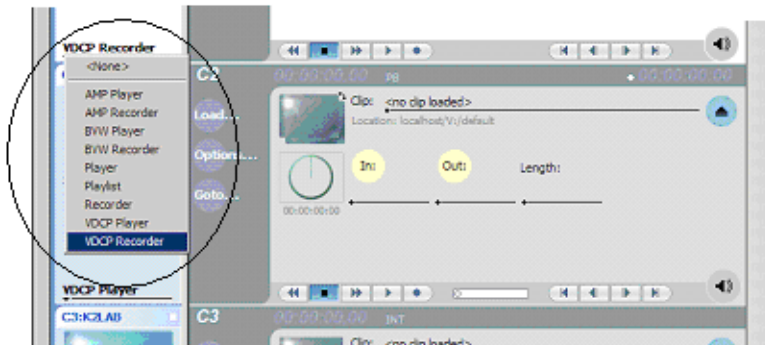 VDCP Recorder
<None>
AMP Player
AMP Recorder
BVW Player
BVW Recorder
Player
Playlist
Recorder
VDCP Player
VDCP Recorder
VDCP Player
C3:K2LAB
C2
00:00:00.00 PB
00:00:00:00
Load...
Options...
Goto...
Clip: <no clip loaded>
Location: localhost/V:/default
In: Out: Length:
00:00:00:00
C3
00:00:00.00 INT
Clip: <no clip loaded>